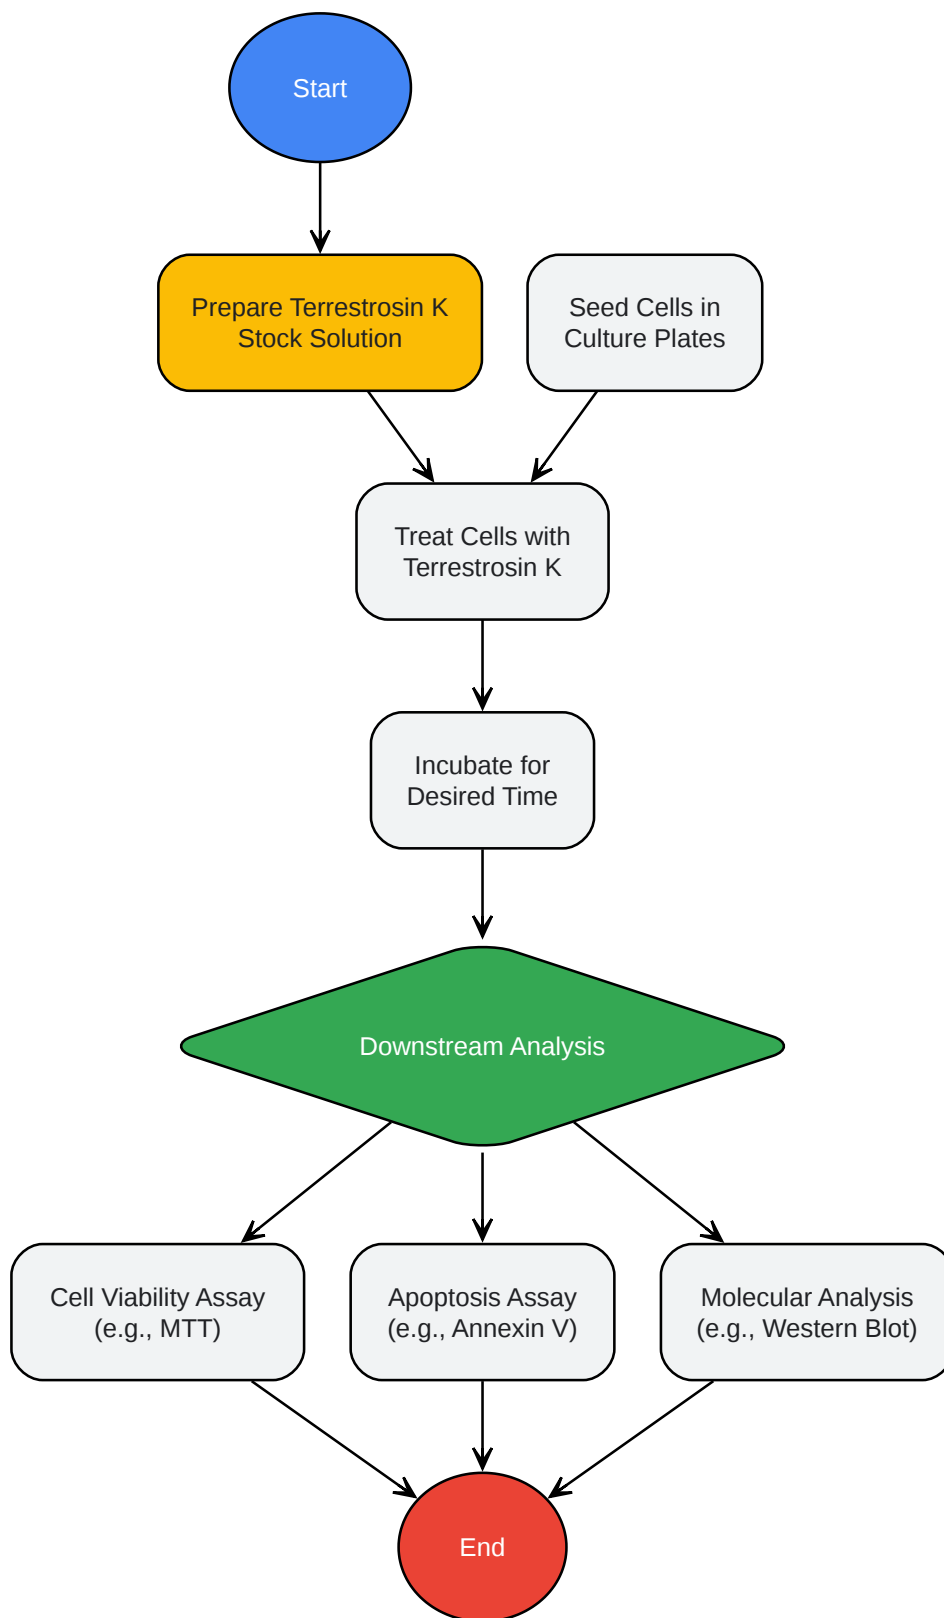 Start
Prepare Terrestrosin K
Stock Solution
Seed Cells in
Culture Plates
Treat Cells with
Terrestrosin K
Incubate for
Desired Time
Downstream Analysis
Cell Viability Assay
(e.g., MTT)
Apoptosis Assay
(e.g., Annexin V)
Molecular Analysis
(e.g., Western Blot)
End